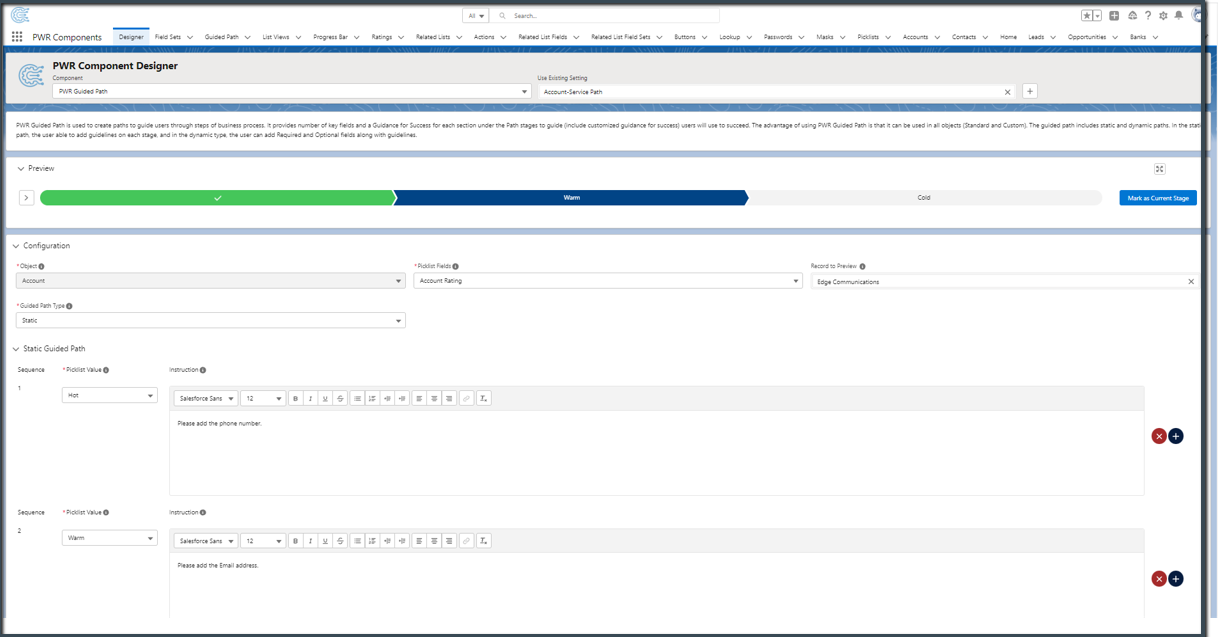 All
Search...
PWR Components
Designer
Field Sets
Guided Path
List Views
Progress Bar
Ratings
Related Lists
Actions
Related List Fields
Related List Field Sets
Buttons
Lookup
Passwords
Masks
Picklists
Accounts
Contacts
Home
Leads
Opportunities
Banks
PWR Component Designer
Component
Use Existing Setting
PWR Guided Path
Account-Service Path
PWR Guided Path is used to create paths to guide users through steps of business process. It provides number of key fields and a Guidance for Success for each section under the Path stages to guide (include customized guidance for success) users will use to succeed. The advantage of using PWR Guided Path is that it can be used in all objects (Standard and Custom). The guided path includes static and dynamic paths. in the stati
path, the user able to add guidelines on each stage, and in the dynamic type, the user can add Required and Optional fields along with guidelines.
Preview
Warm
Cold
Mark as Current Stage
Configuration
*Object
*Picklist Fields
Record to Preview
Account
Account Rating
Edge Communications
*Guided Path Type
Static
Static Guided Path
Sequence
*Picklist Value
Instruction
1
Hot
Salesforce Sans
12
B I U S
Please add the phone number.
Sequence
*Picklist Value
Instruction
2
Warm
Salesforce Sans
12
B I U S
Please add the Email address.